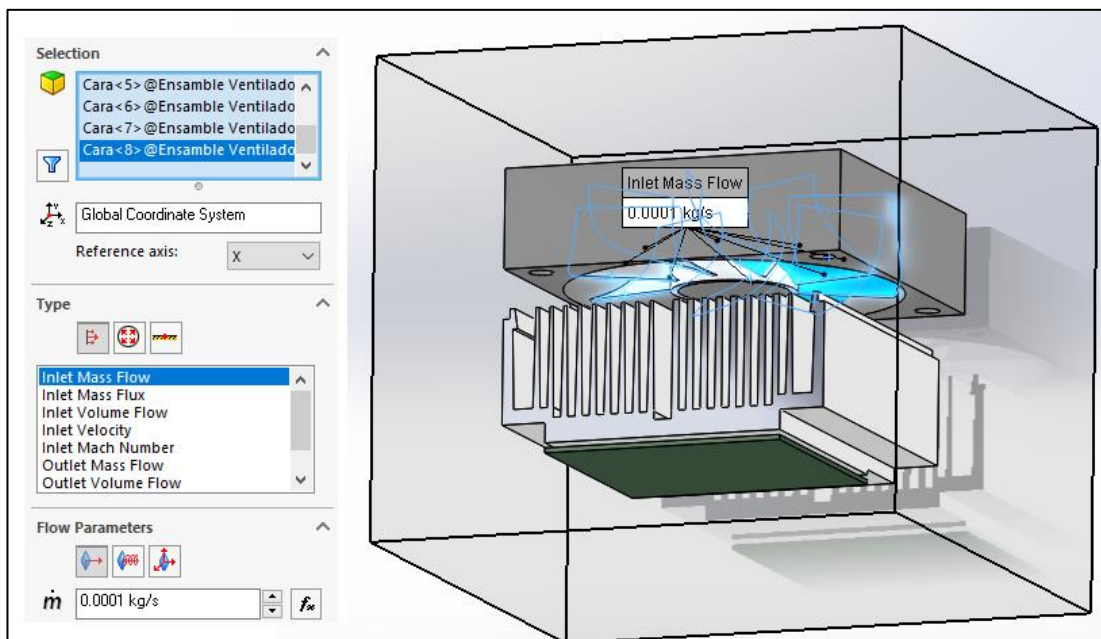 Selection
Cara<5>@Ensamble Ventilado
Cara<6>@Ensamble Ventilado
Cara<7>@Ensamble Ventilado
Cara<8>@Ensamble Ventilado
Global Coordinate System
Reference axis: X
Type
Inlet Mass Flow
Inlet Mass Flux
Inlet Volume Flow
Inlet Velocity
Inlet Mach Number
Outlet Mass Flow
Outlet Volume Flow
Flow Parameters
ṁ 0.0001 kg/s fx
Inlet Mass Flow
0.0001 kg/s